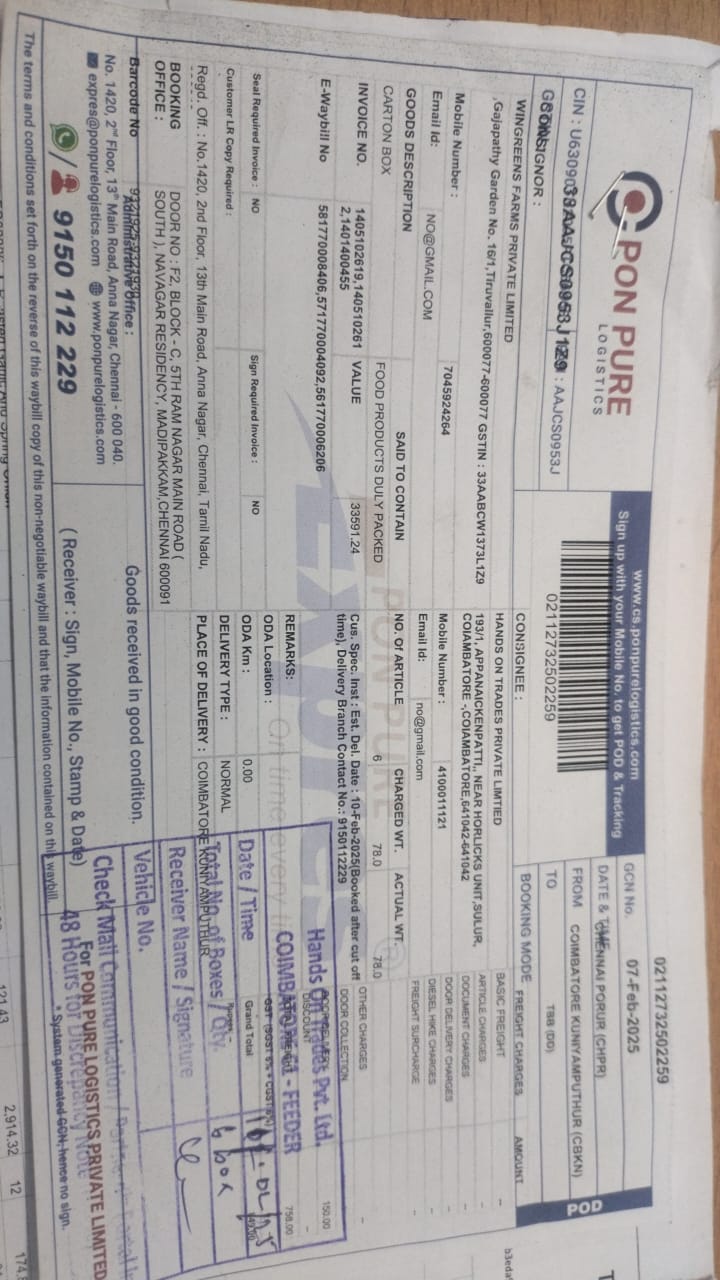 PON PURE
LOGISTICS
www.cs.ponpurelogistics.com
Sign up with your Mobile No. to get POD & Tracking
02112732502259
GCN No.
02112732502259
DATE & TIME
07-Feb-2025
FROM
CHENNAI PORUR (CHPR)
TO
COIMBATORE KUNIYAMPUTHUR (CBKN)
BOOKING MODE
TBB (DD)
POD
CONSIGNOR :
WINGREENS FARMS PRIVATE LIMITED
,Gajapathy Garden No. 16/1,Tiruvallur,600077-600077 GSTIN : 33AABCW1373L1Z9
Mobile Number :
7045924264
Email Id:
NO@GMAIL.COM
CONSIGNEE :
HANDS ON TRADES PRIVATE LIMTIED
193/1, APPANAICKENPATTI,, NEAR HORLICKS UNIT,SULUR,
COIAMBATORE -,COIAMBATORE,641042-641042
Mobile Number :
4100011121
Email Id:
no@gmail.com
GOODS DESCRIPTION
SAID TO CONTAIN
NO. OF ARTICLE
CHARGED WT.
ACTUAL WT.
CARTON BOX
FOOD PRODUCTS DULY PACKED
6
78.0
78.0
INVOICE NO.
1405102619,140510261
2,1401400455
VALUE
33591.24
Cus. Spec. Inst : Est. Del. Date : 10-Feb-2025(Booked after cut off
time), Delivery Branch Contact No.: 9150112229
E-Waybill No
581770008406,571770004092,561770006206
REMARKS:
Seal Required Invoice :
NO
Sign Required Invoice :
NO
ODA Location :
Customer LR Copy Required :
ODA Km :
0.00
DELIVERY TYPE :
NORMAL
Regd. Off. : No.1420, 2nd Floor, 13th Main Road, Anna Nagar, Chennai, Tamil Nadu,
PLACE OF DELIVERY :
COIMBATORE KUNIYAMPUTHUR
BOOKING
OFFICE :
DOOR NO : F2, BLOCK - C, 5TH RAM NAGAR MAIN ROAD (
SOUTH ), NAVAGAR RESIDENCY, MADIPAKKAM,CHENNAI 600091
FREIGHT CHARGES
AMOUNT
BASIC FREIGHT
-
ARTICLE CHARGES
-
DOCUMENT CHARGES
-
DOOR DELIVERY CHARGES
-
DIESEL HIKE CHARGES
-
FREIGHT SURCHARGE
-
OTHER CHARGES
-
DOOR COLLECTION
150.00
DISCOUNT
-
758.00
Grand Total
Barcode No
Administrative Office :
No. 1420, 2nd Floor, 13th Main Road, Anna Nagar, Chennai - 600 040.
expres@ponpurelogistics.com www.ponpurelogistics.com
9150 112 229
Goods received in good condition.
( Receiver : Sign, Mobile No., Stamp & Date)
For PON PURE LOGISTICS PRIVATE LIMITED
* System generated GCN, hence no sign.
The terms and conditions set forth on the reverse of this waybill copy of this non-negotiable waybill and that the information contained on this waybill.
Hands On Trades Pvt. Ltd.
COIMBATORE G1 - FEEDER
Date / Time
Total No. of Boxes / Qty.
6 box
Receiver Name / Signature
Vehicle No.
Check Mail Communication /
48 Hours for Discrepancy Note
121.43
2,914.32
12